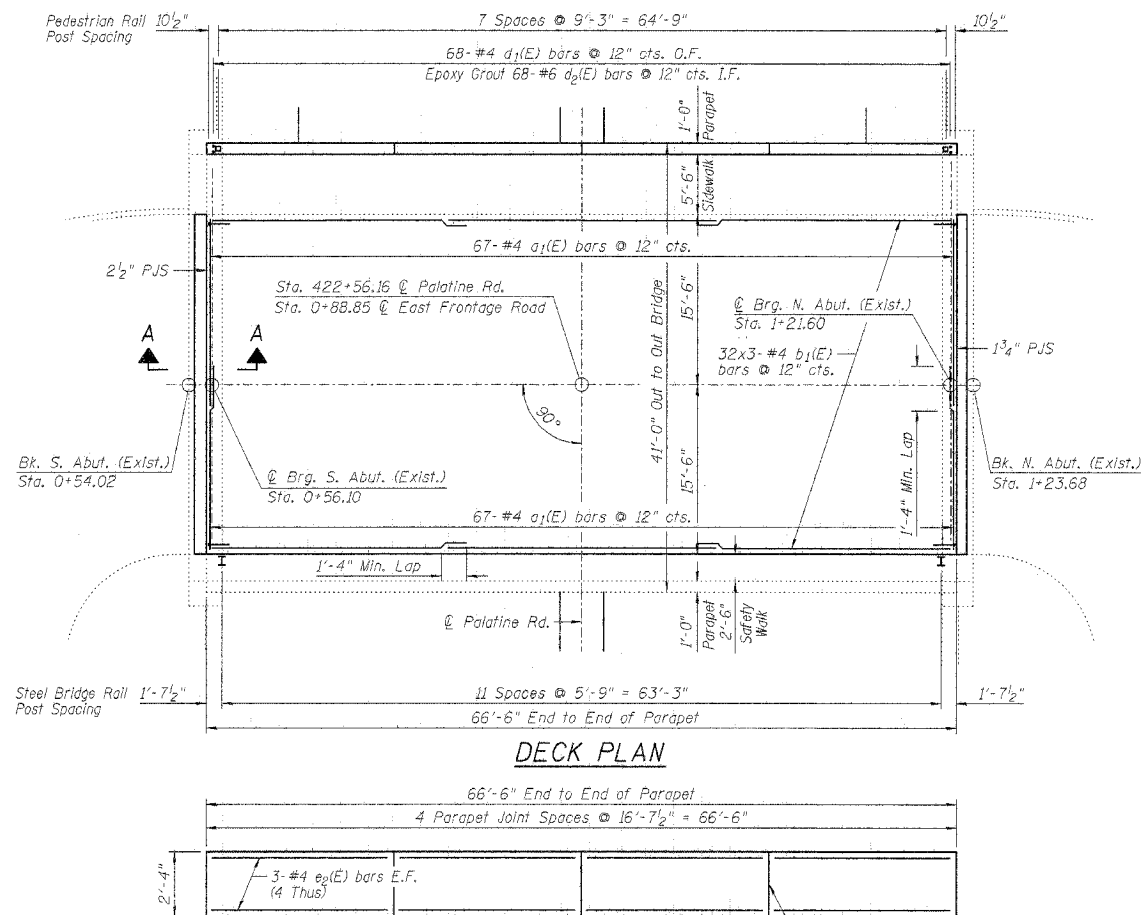 Pedestrian Rail
Post Spacing
10½"
7 Spaces @ 9'-3" = 64'-9"
10½"
68-#4 d1(E) bars @ 12" cts. O.F.
Epoxy Grout 68-#6 d2(E) bars @ 12" cts. I.F.
1'-0"
Parapet
5'-6"
Sidewalk
67-#4 a1(E) bars @ 12" cts.
2½" PJS
Sta. 422+56.16 ℄ Palatine Rd.
Sta. 0+88.85 ℄ East Frontage Road
41'-0" Out to Out Bridge
15'-6"
℄ Brg. N. Abut. (Exist.)
Sta. 1+21.60
A
A
32x3-#4 b1(E)
bars @ 12" cts.
1¾" PJS
90°
Bk. S. Abut. (Exist.)
Sta. 0+54.02
℄ Brg. S. Abut. (Exist.)
Sta. 0+56.10
15'-6"
1'-4" Min. Lap
Bk. N. Abut. (Exist.)
Sta. 1+23.68
67-#4 a1(E) bars @ 12" cts.
1'-4" Min. Lap
℄ Palatine Rd.
1'-0"
Parapet
2'-6"
Safety
Walk
Steel Bridge Rail
Post Spacing
1'-7½"
11 Spaces @ 5'-9" = 63'-3"
1'-7½"
66'-6" End to End of Parapet
DECK PLAN
66'-6" End to End of Parapet
4 Parapet Joint Spaces @ 16'-7½" = 66'-6"
2'-4"
3-#4 e2(E) bars E.F.
(4 Thus)